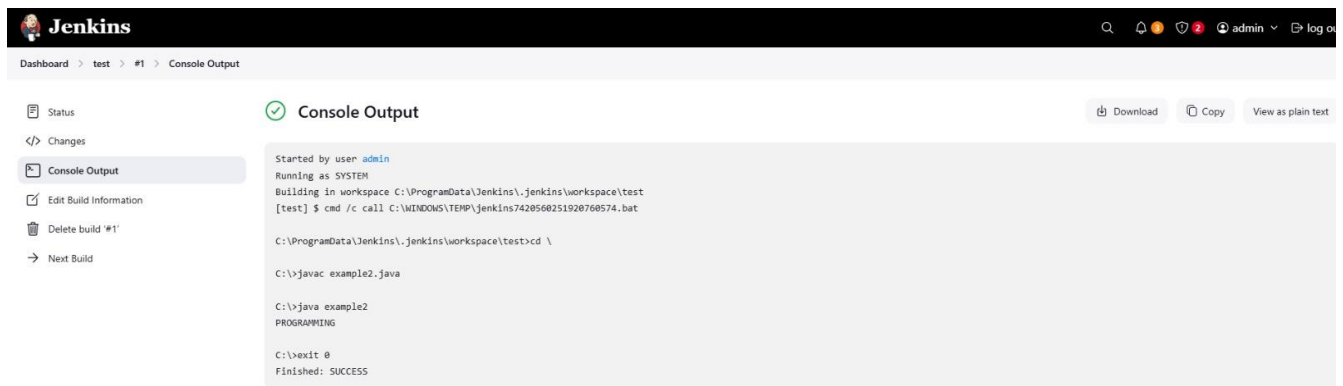 Jenkins
3
2
admin
log ou
Dashboard > test > #1 > Console Output
Status
Changes
Console Output
Edit Build Information
Delete build '#1'
Next Build
Console Output
Download
Copy
View as plain text
Started by user admin
Running as SYSTEM
Building in workspace C:\ProgramData\Jenkins\.jenkins\workspace\test
[test] $ cmd /c call C:\WINDOWS\TEMP\jenkins7420560251920760574.bat
C:\ProgramData\Jenkins\.jenkins\workspace\test>cd \
C:\>javac example2.java
C:\>java example2
PROGRAMMING
C:\>exit 0
Finished: SUCCESS